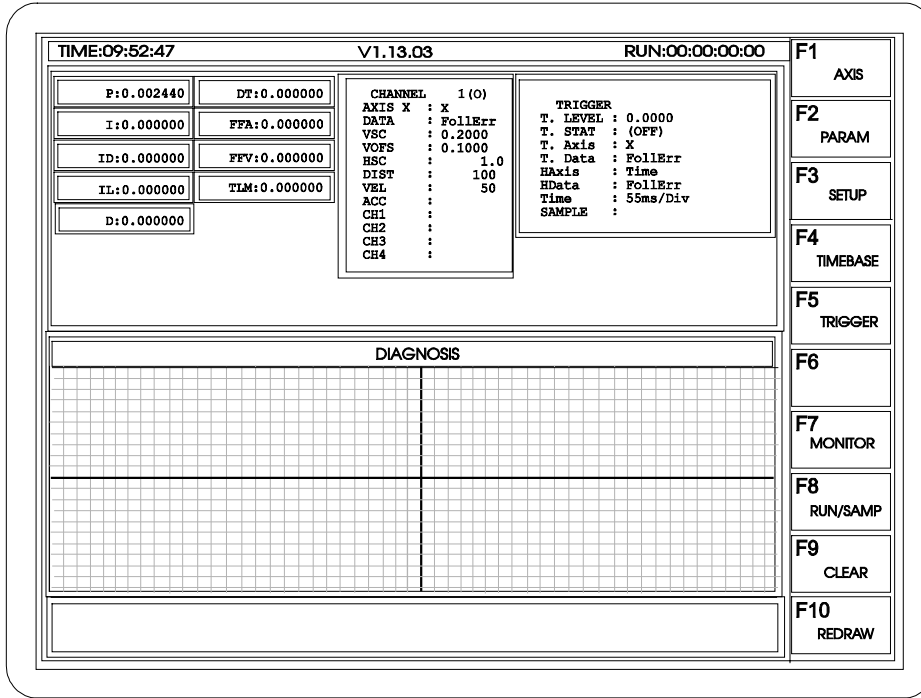 TIME:09:52:47 V1.13.03 RUN:00:00:00:00
P:0.002440 DT:0.000000
I:0.000000 FFA:0.000000
ID:0.000000 FFV:0.000000
IL:0.000000 TLM:0.000000
D:0.000000
CHANNEL 1(O)
AXIS X : X
DATA : FollErr
VSC : 0.2000
VOFS : 0.1000
HSC : 1.0
DIST : 100
VEL : 50
ACC :
CH1 :
CH2 :
CH3 :
CH4 :
TRIGGER
T. LEVEL : 0.0000
T. STAT : (OFF)
T. Axis : X
T. Data : FollErr
HAxis : Time
HData : FollErr
Time : 55ms/Div
SAMPLE :
DIAGNOSIS
F1
AXIS
F2
PARAM
F3
SETUP
F4
TIMEBASE
F5
TRIGGER
F6
F7
MONITOR
F8
RUN/SAMP
F9
CLEAR
F10
REDRAW